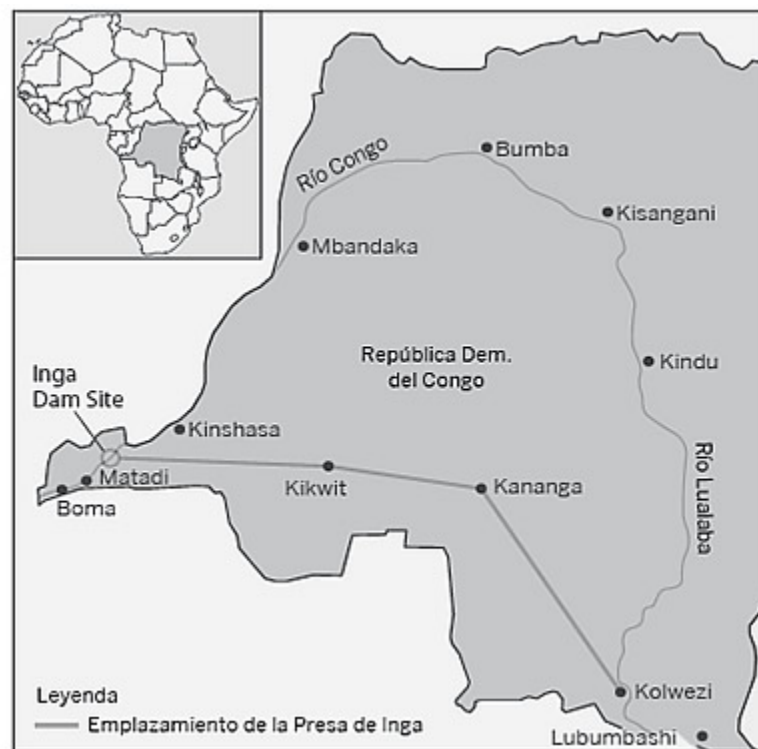 Río Congo
Bumba
Kisangani
Mbandaka
República Dem.
del Congo
Kindu
Inga
Dam Site
Kinshasa
Matadi
Boma
Kikwit
Kananga
Río Lualaba
Leyenda
Emplazamiento de la Presa de Inga
Kolwezi
Lubumbashi